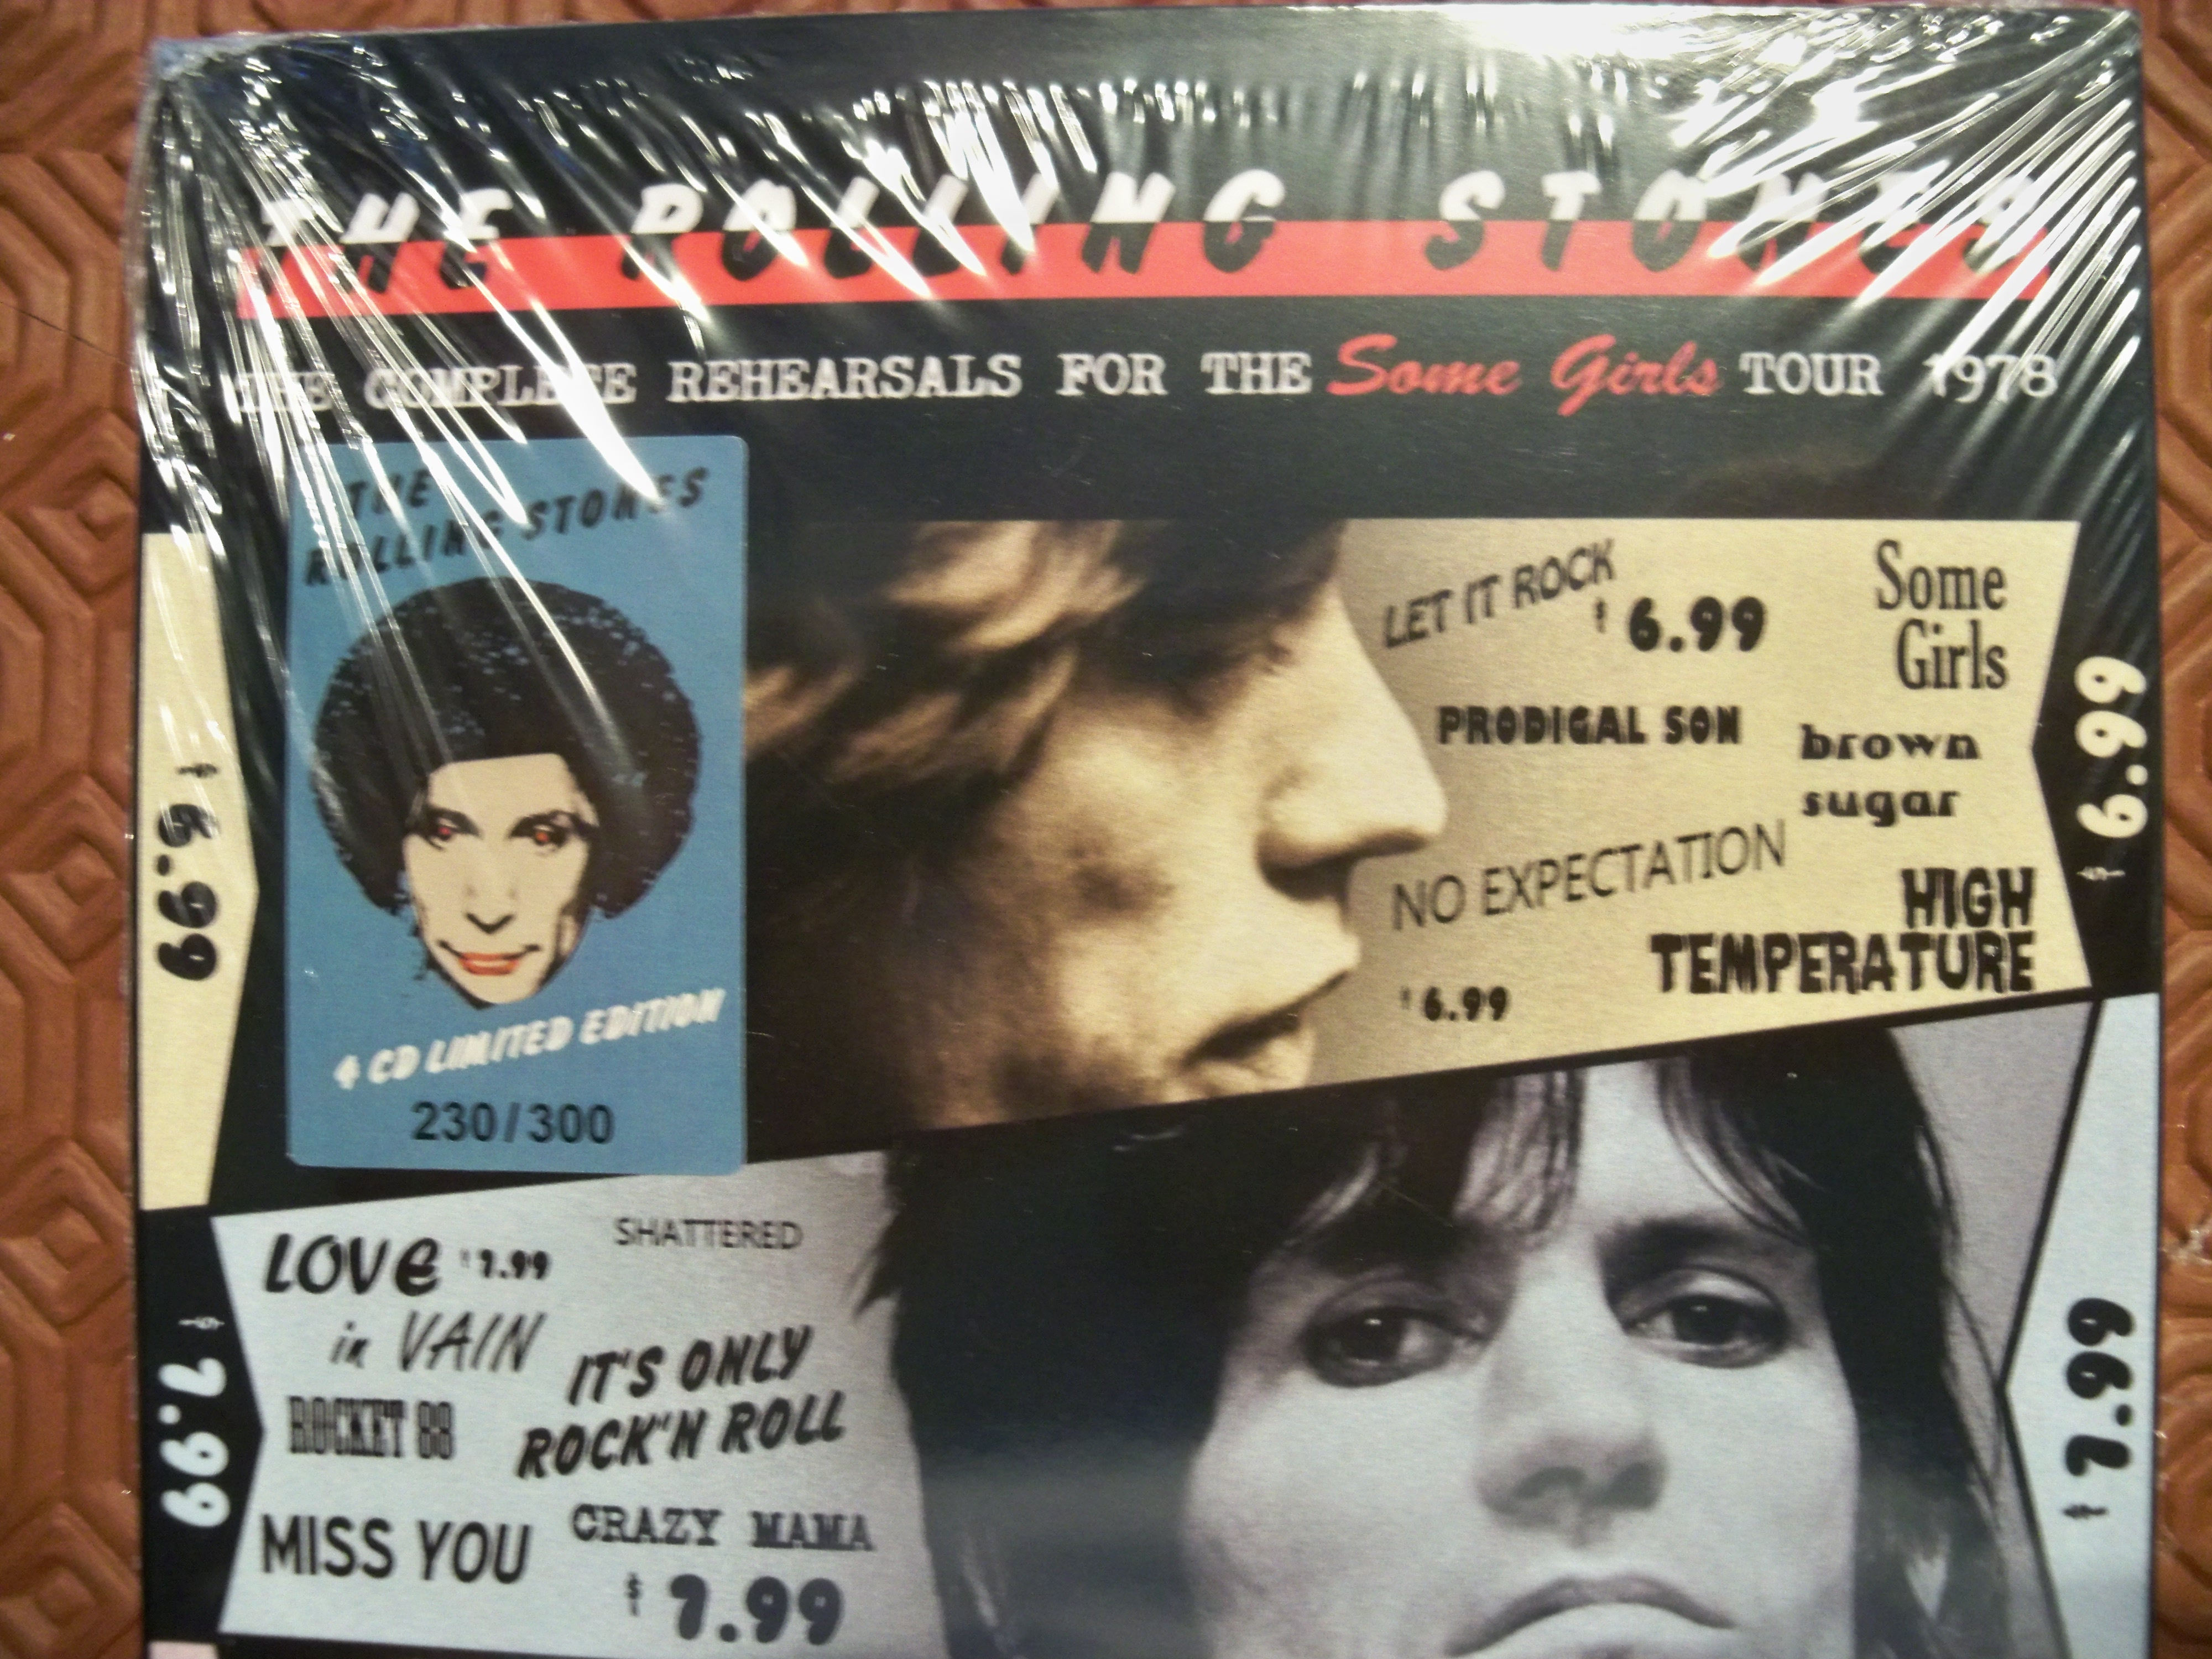 THE ROLLING STONES
THE COMPLETE REHEARSALS FOR THE Some Girls TOUR 1978
THE
ROLLING STONES
4 CD LIMITED EDITION
230/300
LET IT ROCK
$ 6.99
Some
Girls
PRODIGAL SON
brown
sugar
NO EXPECTATION
HIGH
TEMPERATURE
$ 6.99
$ 6.99
$ 6.99
LOVE $ 7.99
in VAIN
SHATTERED
IT'S ONLY
ROCK'N ROLL
ROCKET 88
MISS YOU
CRAZY MAMA
$ 7.99
$ 7.99
$ 7.99